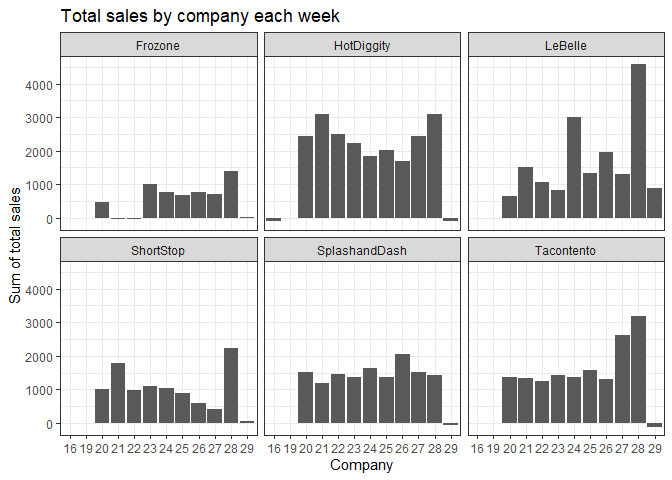 Total sales by company each week
Frozone
HotDiggity
LeBelle
4000
3000
2000
1000
0
Sum of total sales
ShortStop
SplashandDash
Tacontento
4000
3000
2000
1000
0
16 19 20 21 22 23 24 25 26 27 28 29
16 19 20 21 22 23 24 25 26 27 28 29
16 19 20 21 22 23 24 25 26 27 28 29
Company